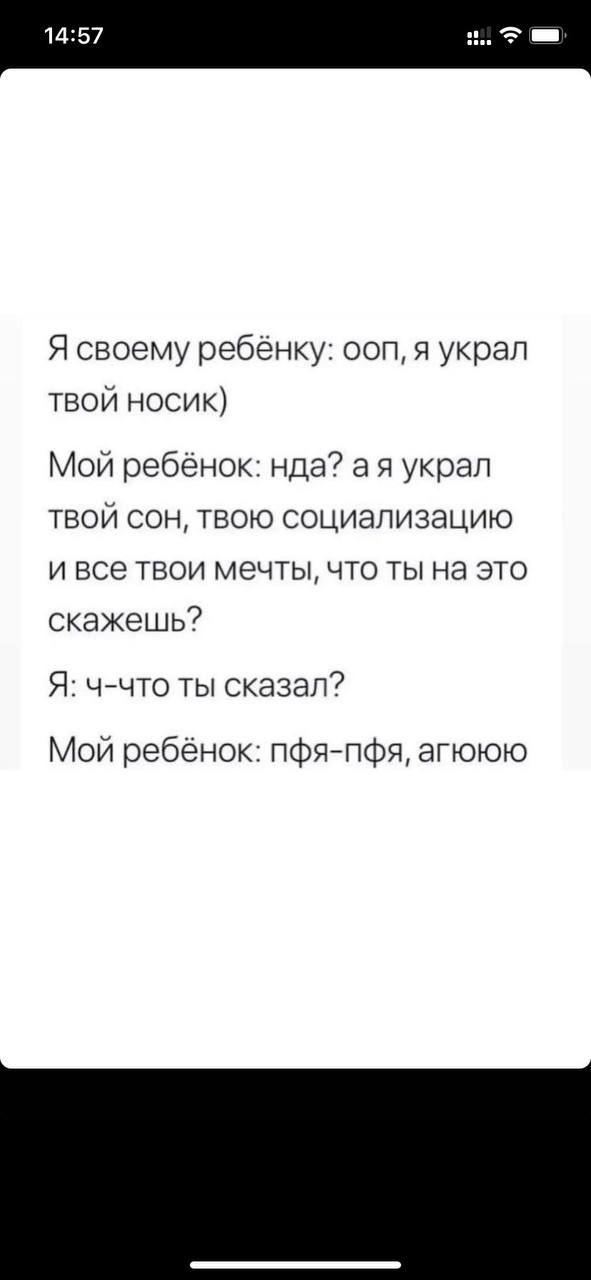 14:57
Я своему ребёнку: ооп, я украл
твой носик)
Мой ребёнок: нда? а я украл
твой сон, твою социализацию
и все твои мечты, что ты на это
скажешь?
Я: ч-что ты сказал?
Мой ребёнок: пфя-пфя, агююю